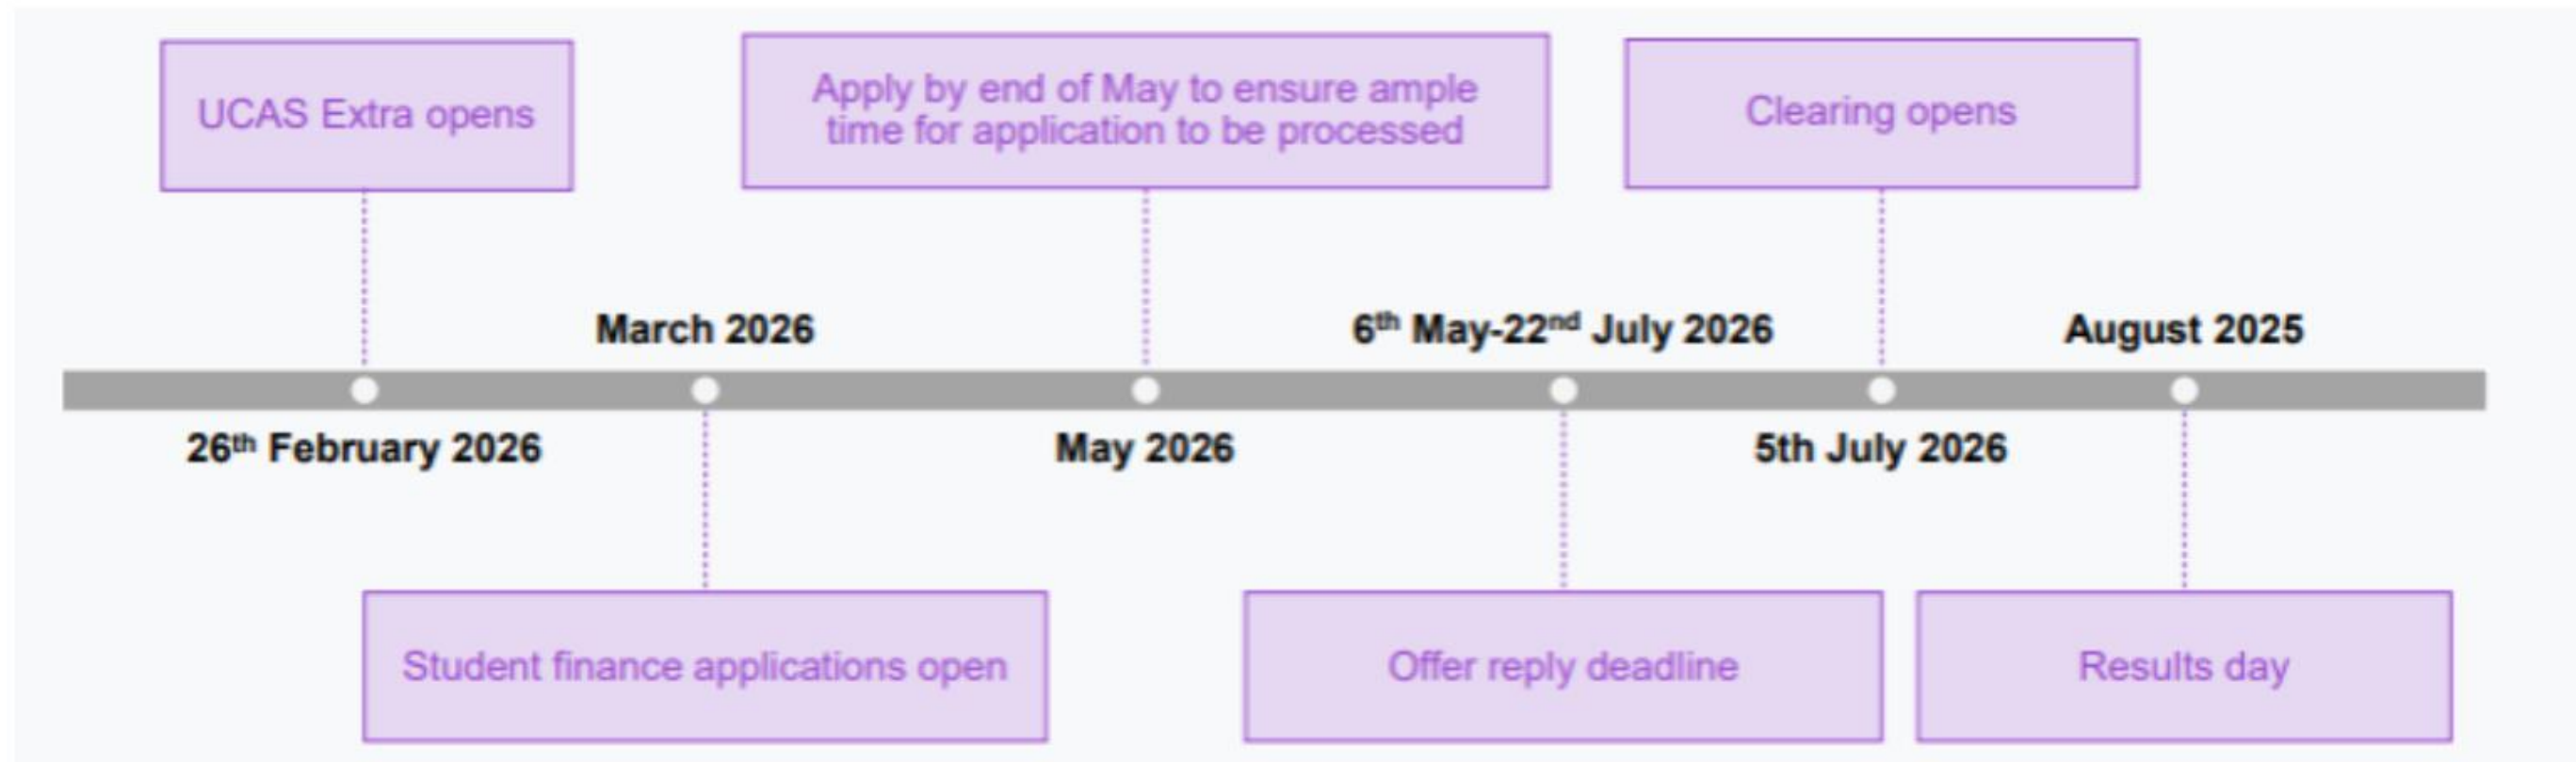 UCAS Extra opens
Apply by end of May to ensure ample
time for application to be processed
Clearing opens
March 2026
6th May-22nd July 2026
August 2025
26th February 2026
May 2026
5th July 2026
Student finance applications open
Offer reply deadline
Results day